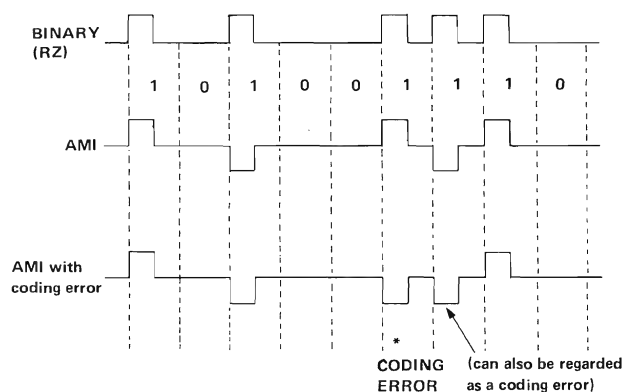 BINARY
(RZ)
1 0 1 0 0 1 1 1 0
AMI
AMI with
coding error
*
CODING
ERROR
(can also be regarded
as a coding error)